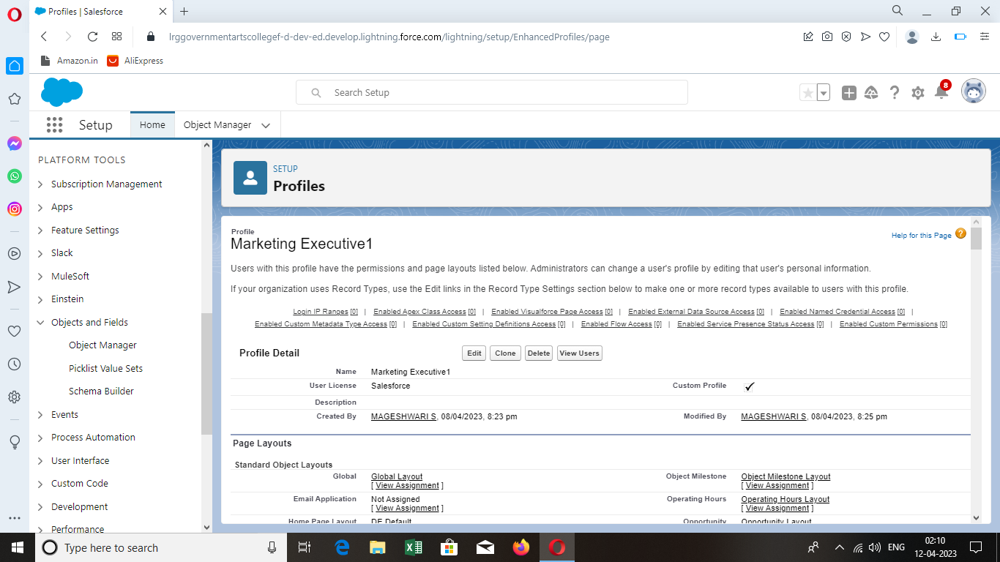 Profiles | Salesforce
lrggovernmentartscollegef-d-dev-ed.develop.lightning.force.com/lightning/setup/EnhancedProfiles/page
Amazon.in
AliExpress
Search Setup
8
Setup
Home
Object Manager
PLATFORM TOOLS
Subscription Management
Apps
Feature Settings
Slack
MuleSoft
Einstein
Objects and Fields
Object Manager
Picklist Value Sets
Schema Builder
Events
Process Automation
User Interface
Custom Code
Development
Performance
SETUP
Profiles
Profile
Marketing Executive1
Help for this Page ?
Users with this profile have the permissions and page layouts listed below. Administrators can change a user's profile by editing that user's personal information.
If your organization uses Record Types, use the Edit links in the Record Type Settings section below to make one or more record types available to users with this profile.
Login IP Ranges [0] | Enabled Apex Class Access [0] | Enabled Visualforce Page Access [0] | Enabled External Data Source Access [0] | Enabled Named Credential Access [0] |
Enabled Custom Metadata Type Access [0] | Enabled Custom Setting Definitions Access [0] | Enabled Flow Access [0] | Enabled Service Presence Status Access [0] | Enabled Custom Permissions [0]
Profile Detail Edit Clone Delete View Users
Name Marketing Executive1
User License Salesforce Custom Profile ✓
Description
Created By MAGESHWARI S, 08/04/2023, 8:23 pm Modified By MAGESHWARI S, 08/04/2023, 8:25 pm
Page Layouts
Standard Object Layouts
Global Global Layout Object Milestone Object Milestone Layout
[ View Assignment ] [ View Assignment ]
Email Application Not Assigned Operating Hours Operating Hours Layout
[ View Assignment ] [ View Assignment ]
Home Page Layout DE Default Opportunity Opportunity Layout
Type here to search
ENG
02:10
12-04-2023